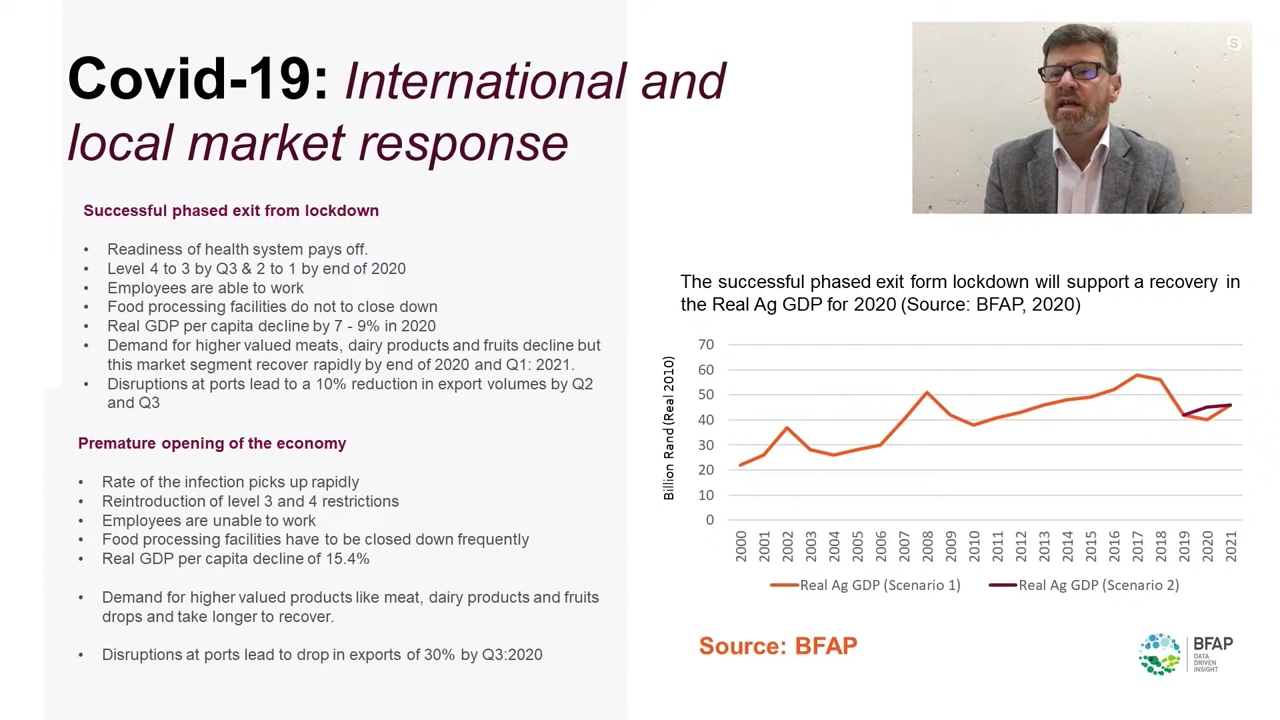 Covid-19: International and
local market response
Successful phased exit from lockdown
• Readiness of health system pays off.
• Level 4 to 3 by Q3 & 2 to 1 by end of 2020
• Employees are able to work
• Food processing facilities do not to close down
• Real GDP per capita decline by 7 - 9% in 2020
• Demand for higher valued meats, dairy products and fruits decline but
this market segment recover rapidly by end of 2020 and Q1: 2021.
• Disruptions at ports lead to a 10% reduction in export volumes by Q2
and Q3
Premature opening of the economy
• Rate of the infection picks up rapidly
• Reintroduction of level 3 and 4 restrictions
• Employees are unable to work
• Food processing facilities have to be closed down frequently
• Real GDP per capita decline of 15.4%
• Demand for higher valued products like meat, dairy products and fruits
drops and take longer to recover.
• Disruptions at ports lead to drop in exports of 30% by Q3:2020
S
The successful phased exit form lockdown will support a recovery in
the Real Ag GDP for 2020 (Source: BFAP, 2020)
Billion Rand (Real 2010)
70
60
50
40
30
20
10
0
2000 2001 2002 2003 2004 2005 2006 2007 2008 2009 2010 2011 2012 2013 2014 2015 2016 2017 2018 2019 2020 2021
Real Ag GDP (Scenario 1) Real Ag GDP (Scenario 2)
Source: BFAP
BFAP
DATA
DRIVEN
INSIGHT